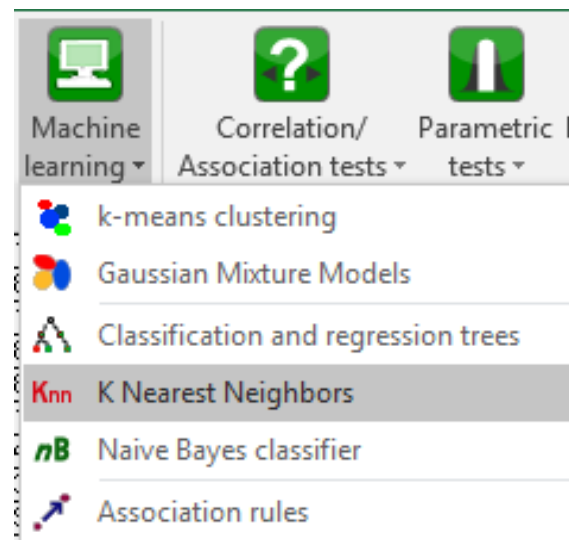 Machine learning
Correlation/ Association tests
Parametric tests
k-means clustering
Gaussian Mixture Models
Classification and regression trees
Knn K Nearest Neighbors
nB Naive Bayes classifier
Association rules